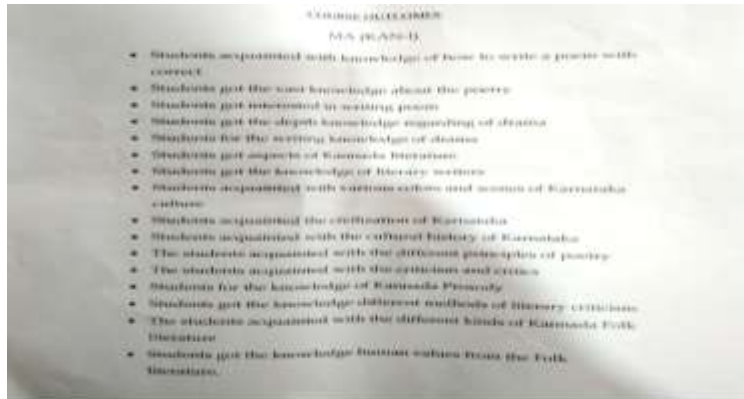 COURSE OUTCOMES
MA (KAN-I)
• Students acquainted with knowledge of how to write a poem with
correct
• Students got the vast knowledge about the poetry
• Students got interested in writing poem
• Students got the depth knowledge regarding of drama
• Students for the writing knowledge of drama
• Students got aspects of Kannada literature
• Students got the knowledge of literary writers
• Students acquainted with various and of Karnataka
culture
• Students acquainted the civilization of Karnataka
• Students acquainted with the cultural history of Karnataka
• The students acquainted with the different principles of poetry
• The students acquainted with the criticism and critics
• Students for the knowledge of Kannada Prosody
• Students got the knowledge different methods of literary criticism
• The students acquainted with the different kinds of Kannada Folk
literature
• Students got the knowledge human values from the Folk
literature.